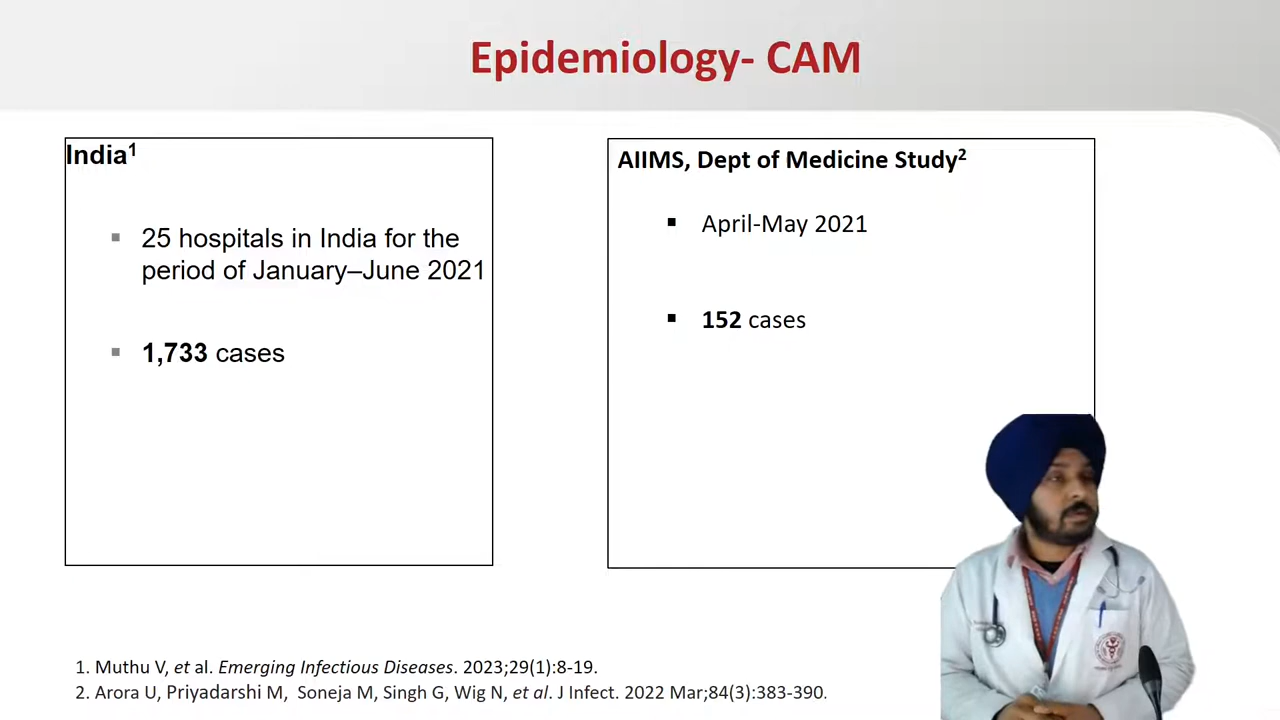 Epidemiology- CAM
India1
▪ 25 hospitals in India for the
period of January–June 2021
▪ 1,733 cases
AIIMS, Dept of Medicine Study2
▪ April-May 2021
▪ 152 cases
1. Muthu V, et al. Emerging Infectious Diseases. 2023;29(1):8-19.
2. Arora U, Priyadarshi M, Soneja M, Singh G, Wig N, et al. J Infect. 2022 Mar;84(3):383-390.